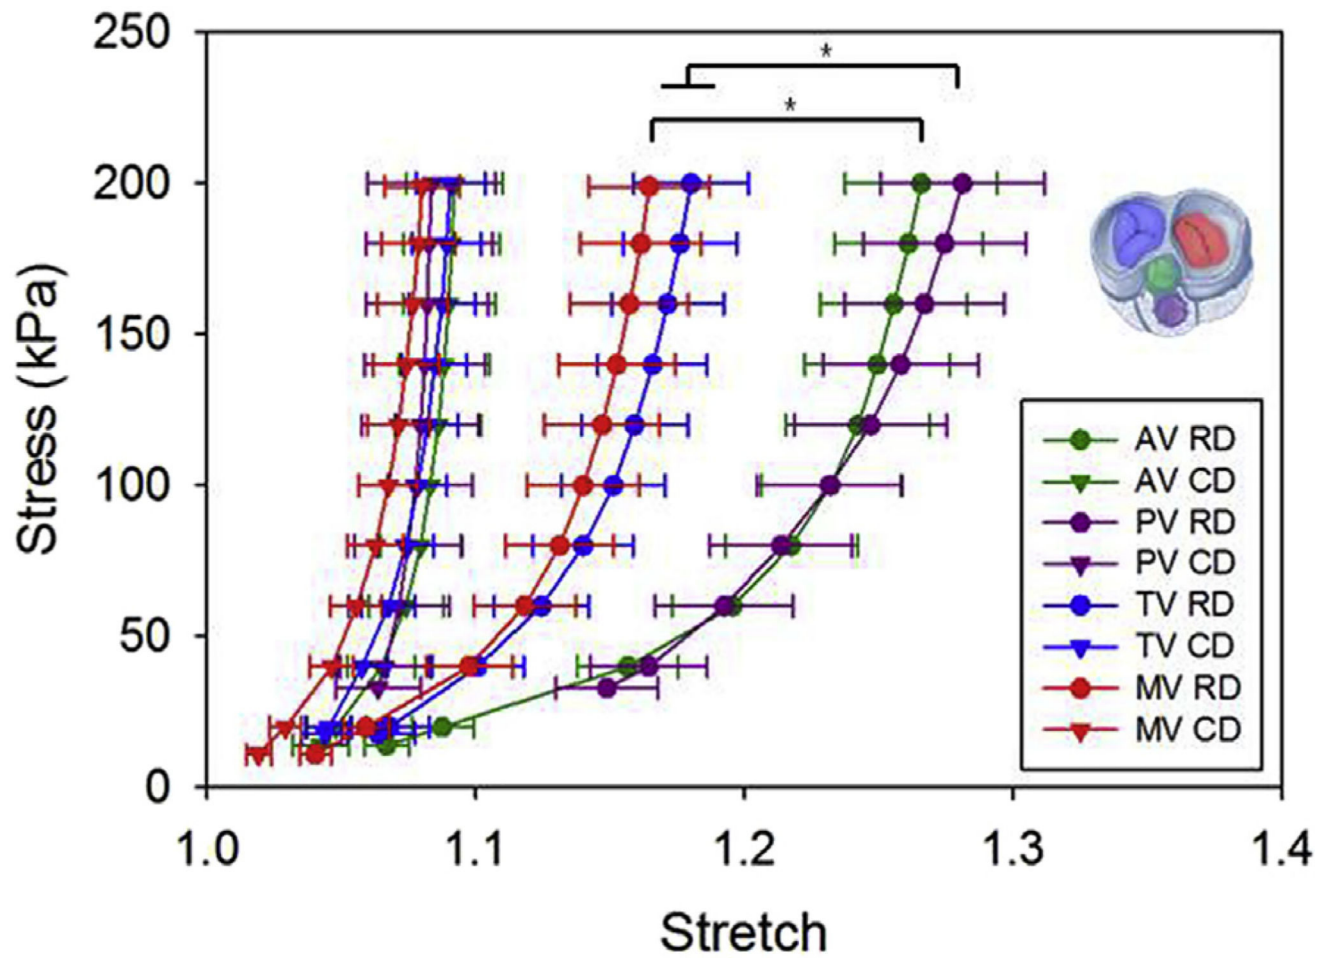 250
200
150
100
50
0
Stress (kPa)
*
*
AV RD
AV CD
PV RD
PV CD
TV RD
TV CD
MV RD
MV CD
1.0 1.1 1.2 1.3 1.4
Stretch